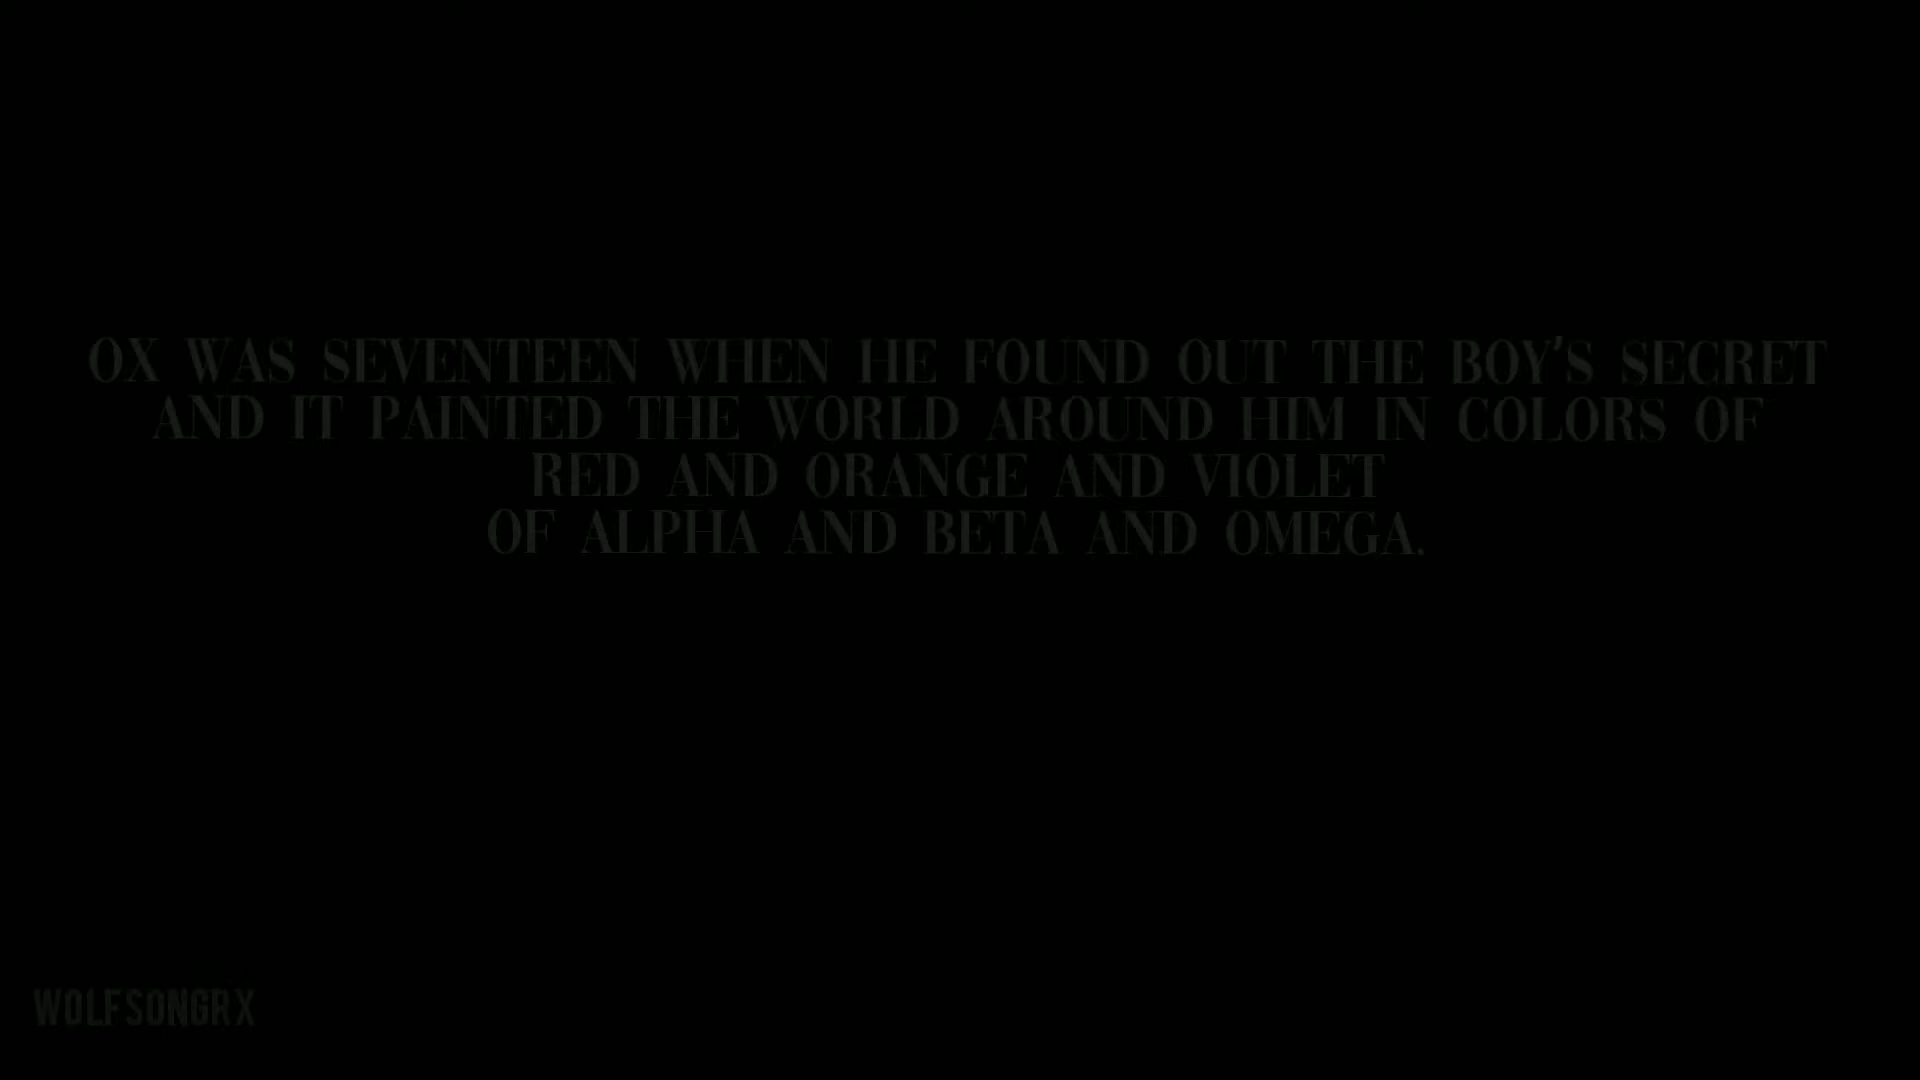 OX WAS SEVENTEEN WHEN HE FOUND OUT THE BOY'S SECRET
AND IT PAINTED THE WORLD AROUND HIM IN COLORS OF
RED AND ORANGE AND VIOLET
OF ALPHA AND BETA AND OMEGA.
WOLFSONGRX